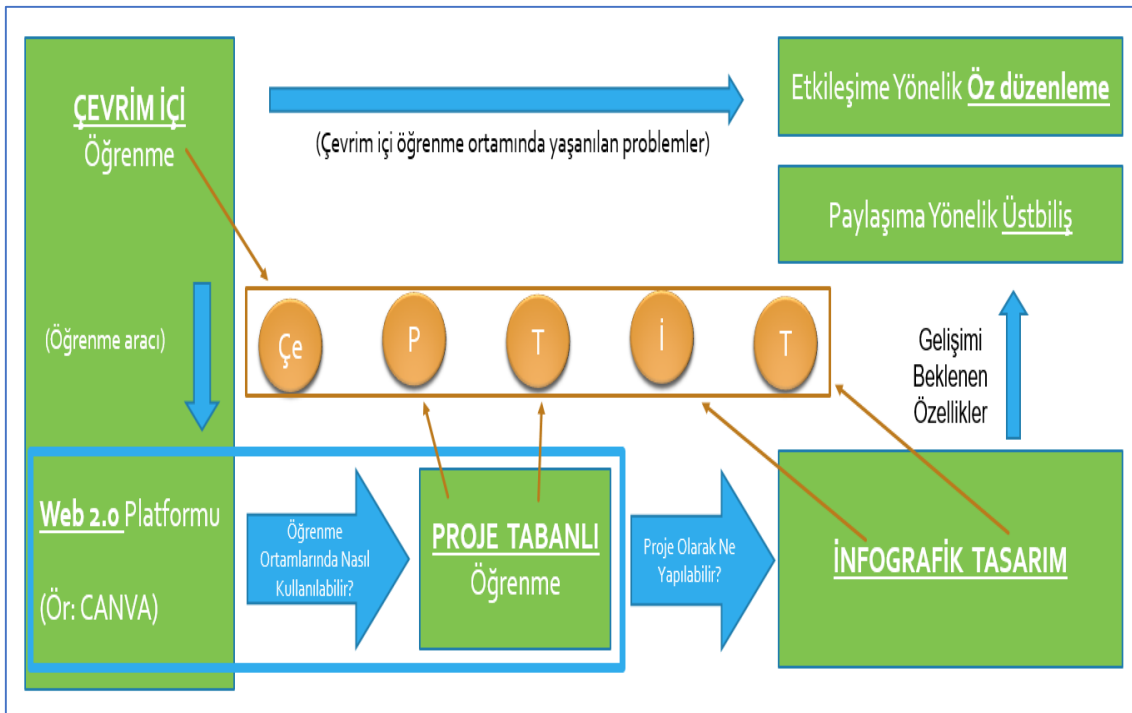 ÇEVRİM İÇİ
Öğrenme
(Çevrim içi öğrenme ortamında yaşanılan problemler)
Etkileşime Yönelik Öz düzenleme
Paylaşıma Yönelik Üstbiliş
(Öğrenme aracı)
Çe
P
T
İ
T
Gelişimi
Beklenen
Özellikler
Web 2.0 Platformu
(Ör: CANVA)
Öğrenme
Ortamlarında Nasıl
Kullanılabilir?
PROJE TABANLI
Öğrenme
Proje Olarak Ne
Yapılabilir?
İNFOGRAFİK TASARIM